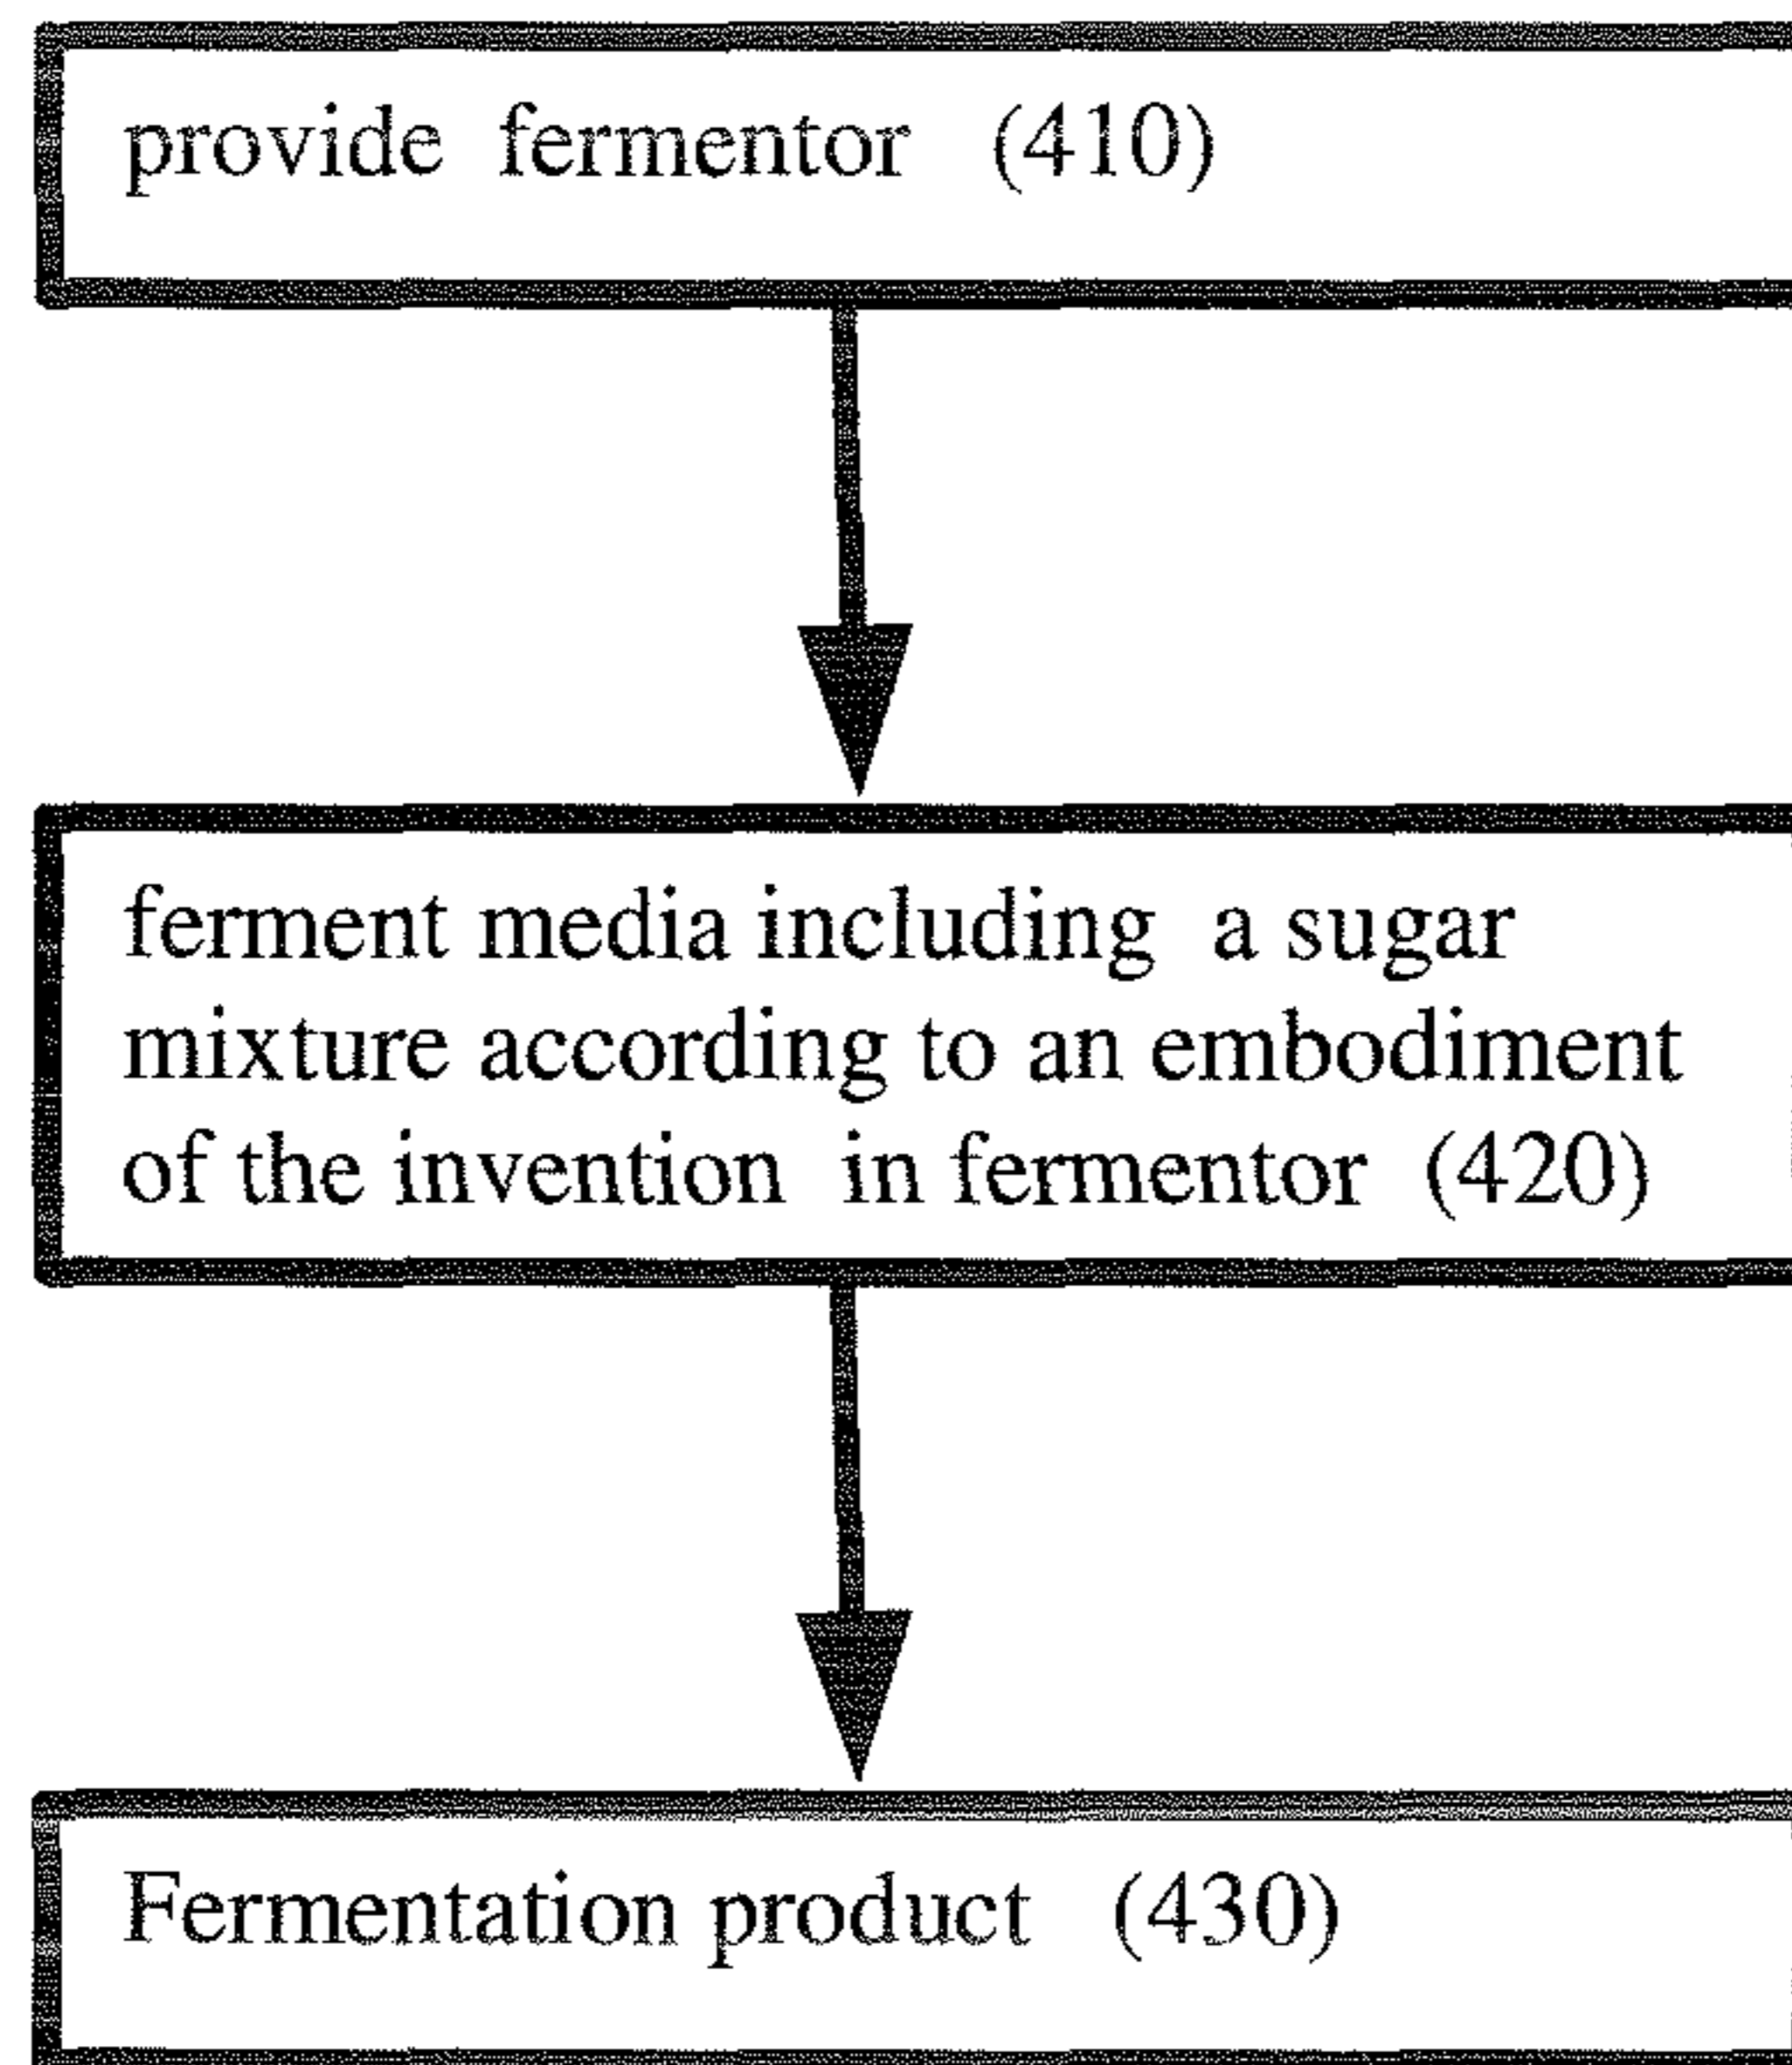 provide fermentor (410)
ferment media including a sugar
mixture according to an embodiment
of the invention in fermentor (420)
Fermentation product (430)